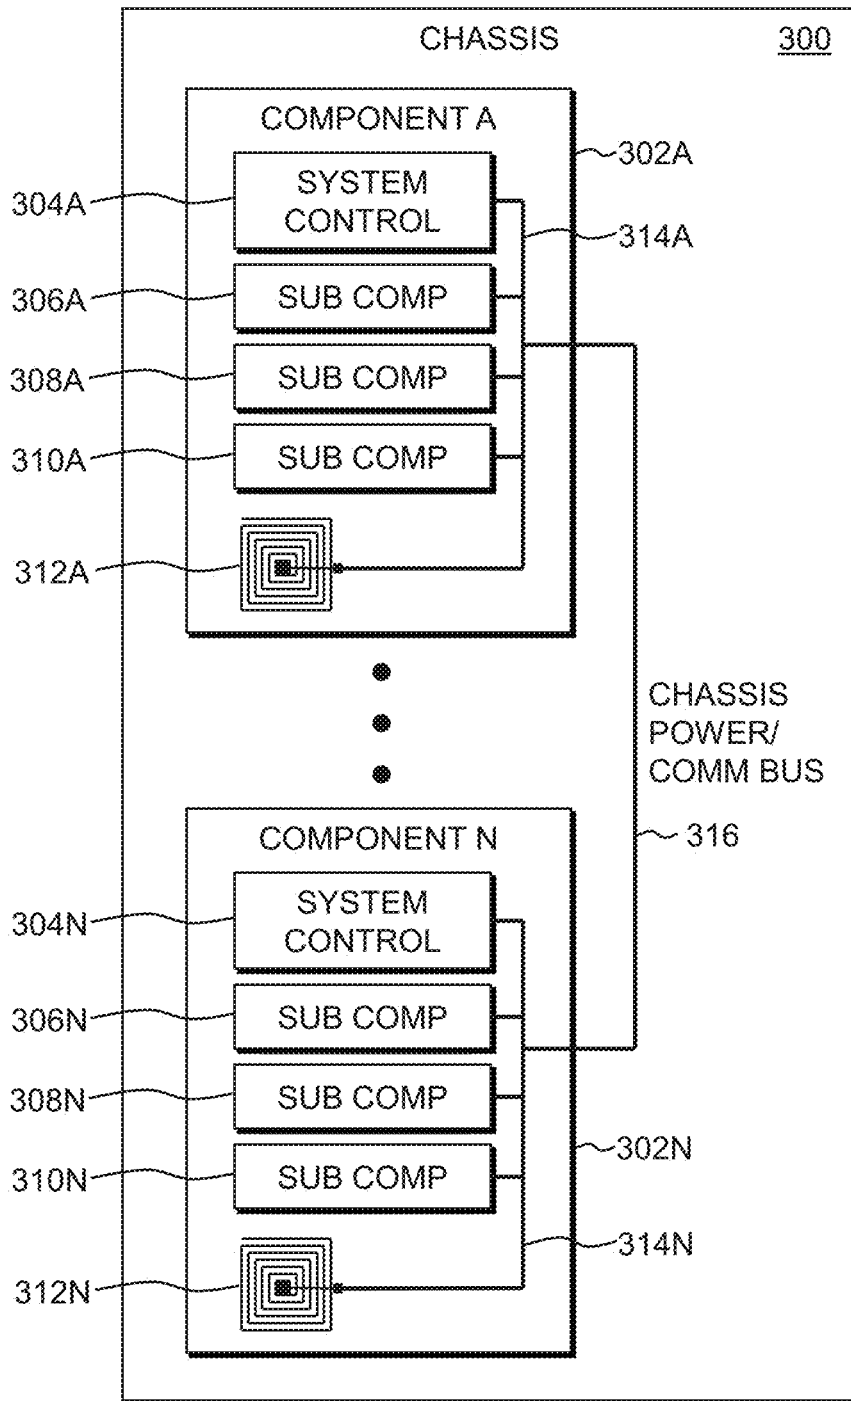 CHASSIS 300
COMPONENT A
302A
SYSTEM
CONTROL
304A
314A
SUB COMP
306A
SUB COMP
308A
SUB COMP
310A
312A
CHASSIS
POWER/
COMM BUS
316
COMPONENT N
SYSTEM
CONTROL
304N
SUB COMP
306N
SUB COMP
308N
SUB COMP
310N
302N
314N
312N